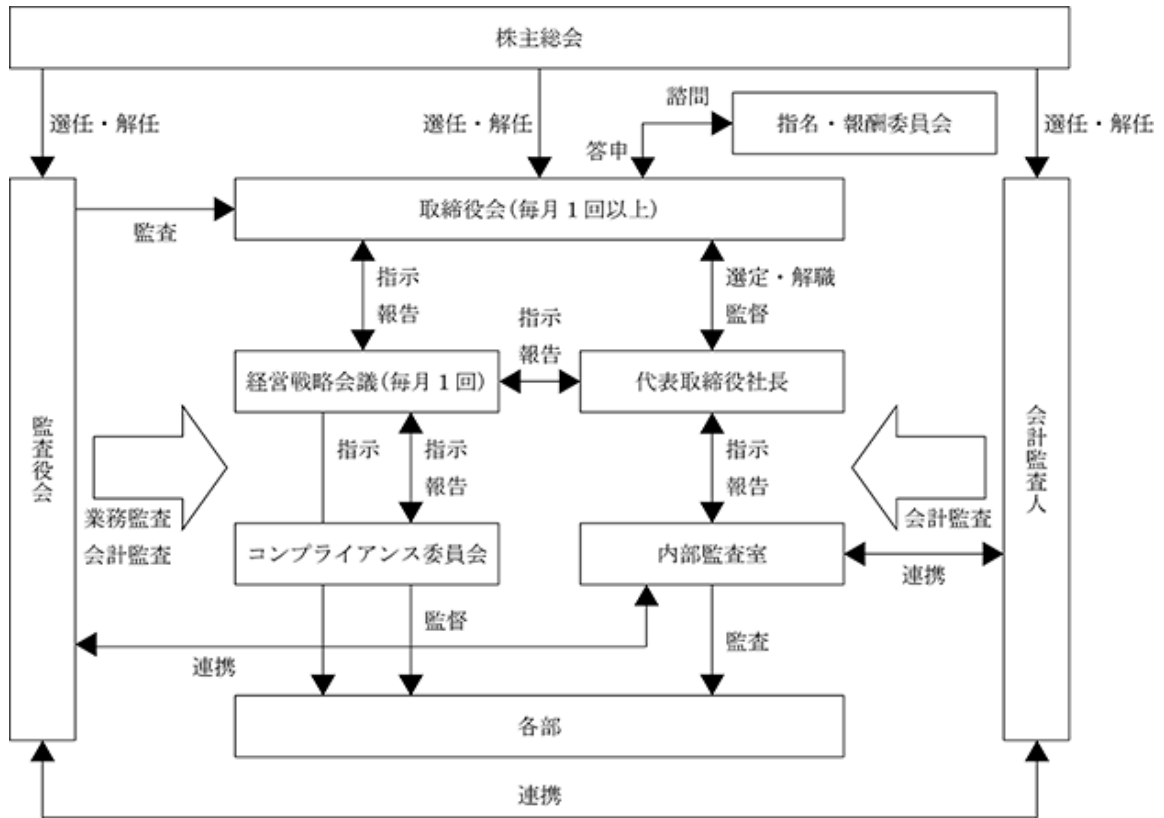 株主総会
選任・解任
選任・解任
諮問
指名・報酬委員会
選任・解任
答申
取締役会(毎月1回以上)
監査
指示
報告
選定・解職
監督
指示
報告
経営戦略会議(毎月1回)
代表取締役社長
監査役会
会計監査人
指示
指示
報告
指示
報告
業務監査
会計監査
会計監査
コンプライアンス委員会
内部監査室
連携
監督
監査
連携
各部
連携